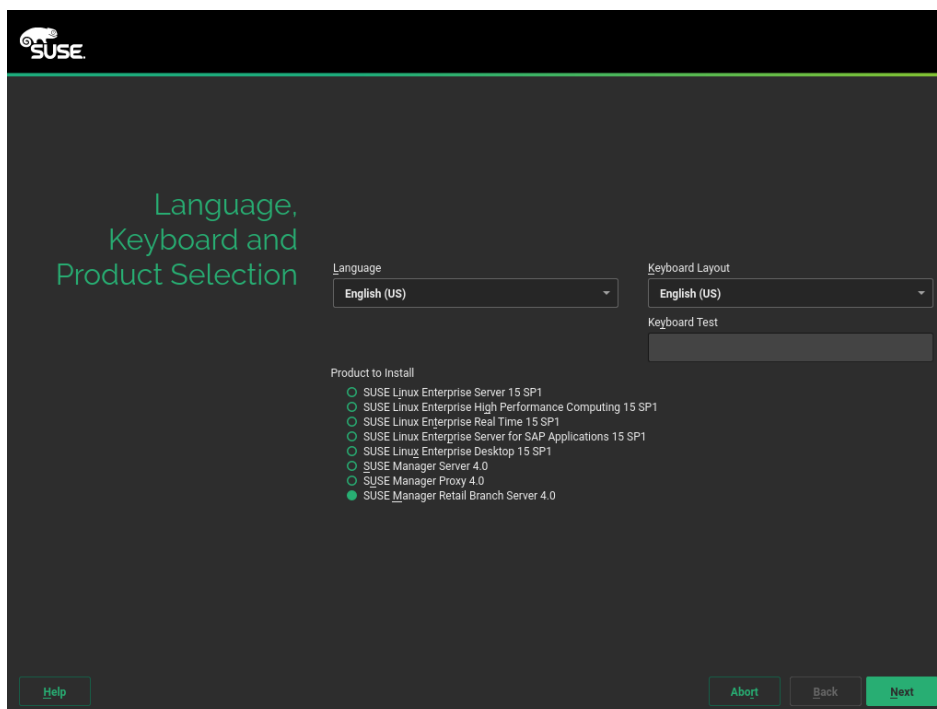 SUSE.
Language,
Keyboard and
Product Selection
Language
Keyboard Layout
English (US)
English (US)
Keyboard Test
Product to Install
SUSE Linux Enterprise Server 15 SP1
SUSE Linux Enterprise High Performance Computing 15 SP1
SUSE Linux Enterprise Real Time 15 SP1
SUSE Linux Enterprise Server for SAP Applications 15 SP1
SUSE Linux Enterprise Desktop 15 SP1
SUSE Manager Server 4.0
SUSE Manager Proxy 4.0
SUSE Manager Retail Branch Server 4.0
Help
Abort
Back
Next